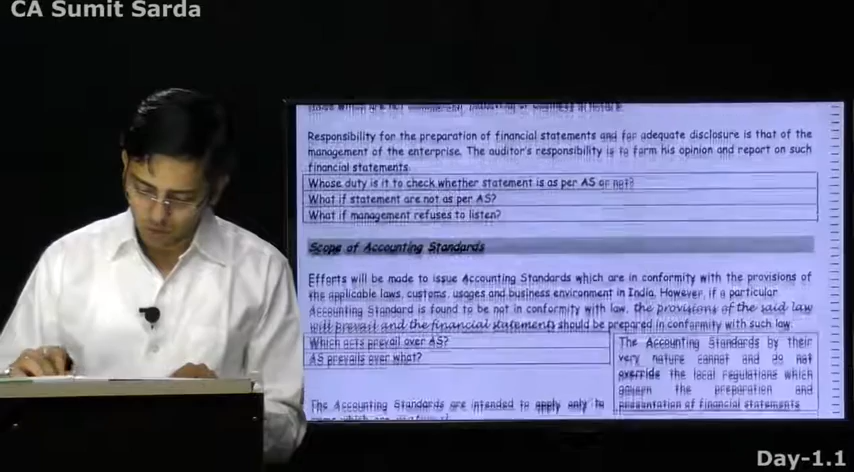 CA Sumit Sarda
Responsibility for the preparation of financial statements and for adequate disclosure is that of the
management of the enterprise. The auditor's responsibility is to form his opinion and report on such
financial statements.
Whose duty is it to check whether statement is as per AS or not?
What if statement are not as per AS?
What if management refuses to listen?
Scope of Accounting Standards
Efforts will be made to issue Accounting Standards which are in conformity with the provisions of
the applicable laws, customs, usages and business environment in India. However, if a particular
Accounting Standard is found to be not in conformity with law, the provisions of the said law
will prevail and the financial statements should be prepared in conformity with such law.
Which acts prevail over AS?
AS prevails over what?
The Accounting Standards by their
very nature cannot and do not
override the local regulations which
govern the preparation and
presentation of financial statements
The Accounting Standards are intended to apply only to
Day-1.1